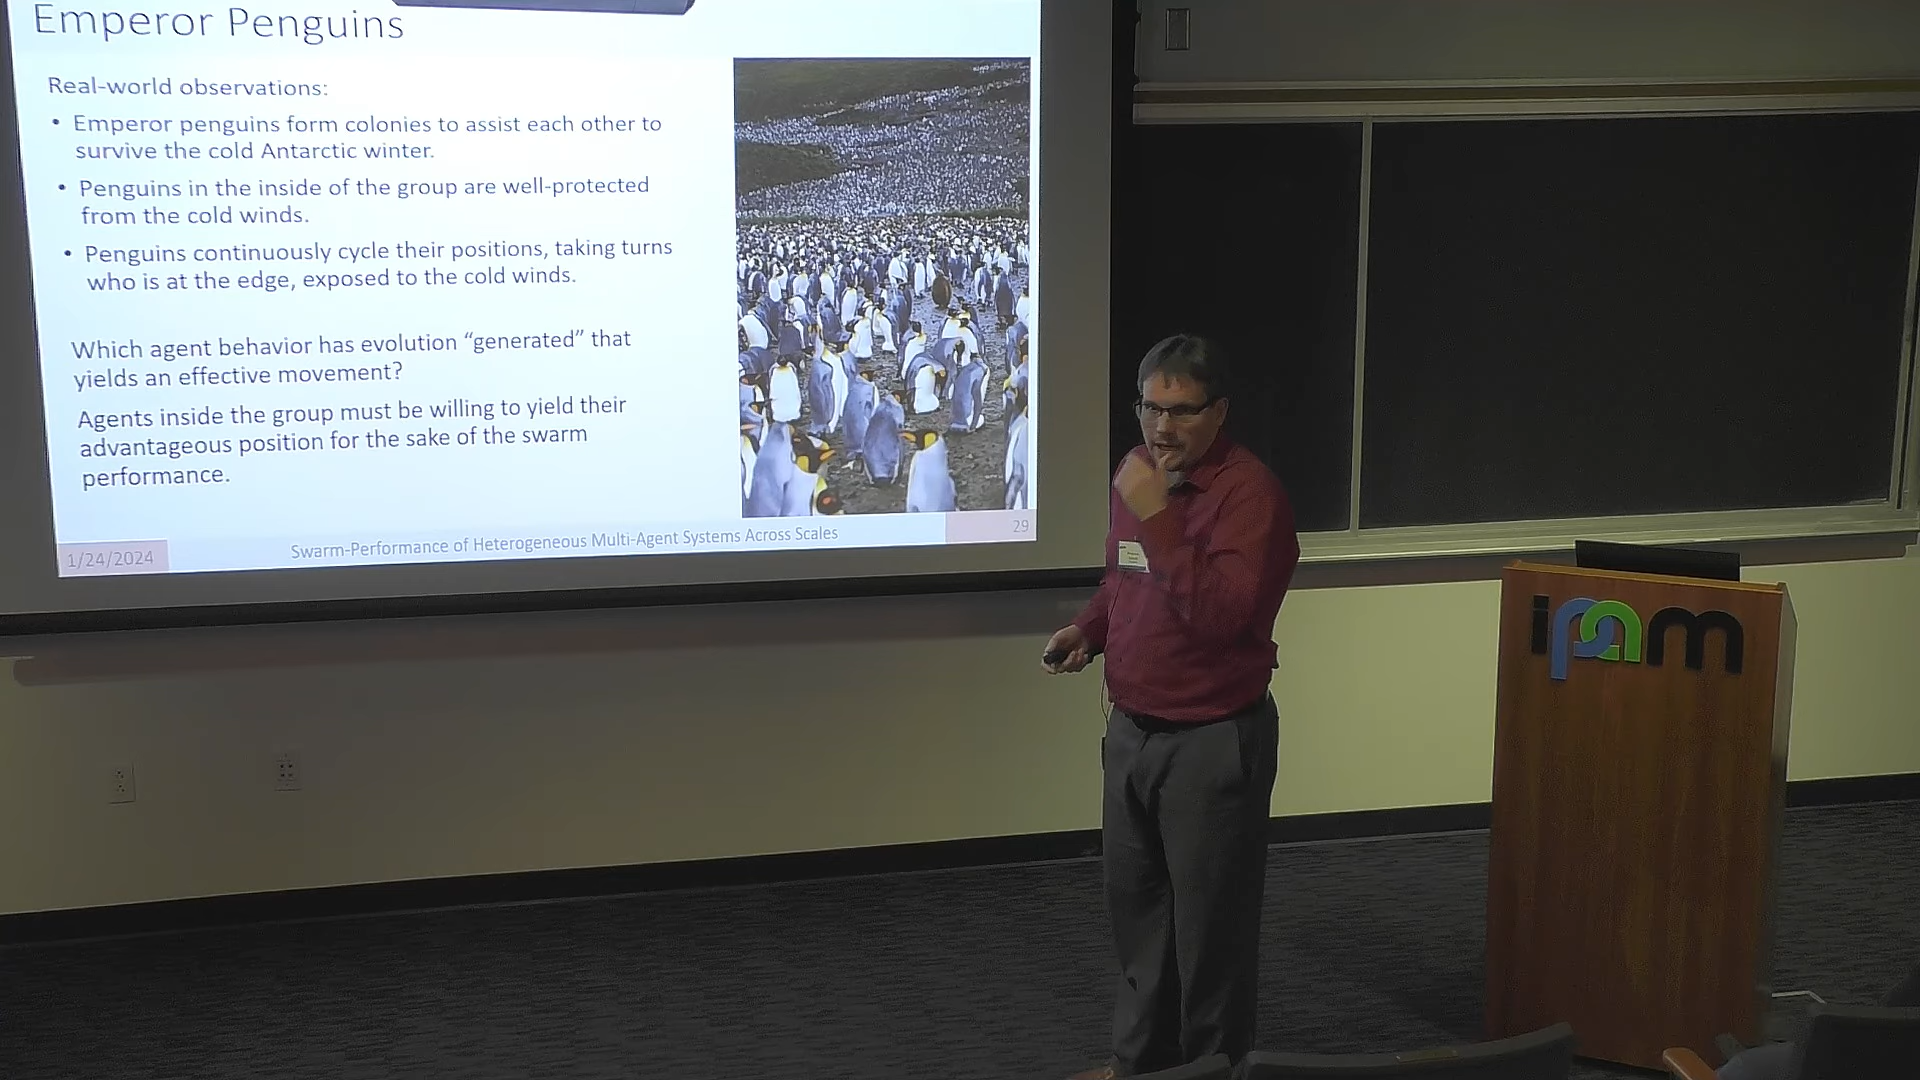 Emperor Penguins
Real-world observations:
• Emperor penguins form colonies to assist each other to
survive the cold Antarctic winter.
• Penguins in the inside of the group are well-protected
from the cold winds.
• Penguins continuously cycle their positions, taking turns
who is at the edge, exposed to the cold winds.
Which agent behavior has evolution “generated” that
yields an effective movement?
Agents inside the group must be willing to yield their
advantageous position for the sake of the swarm
performance.
1/24/2024
Swarm-Performance of Heterogeneous Multi-Agent Systems Across Scales
29
ipam